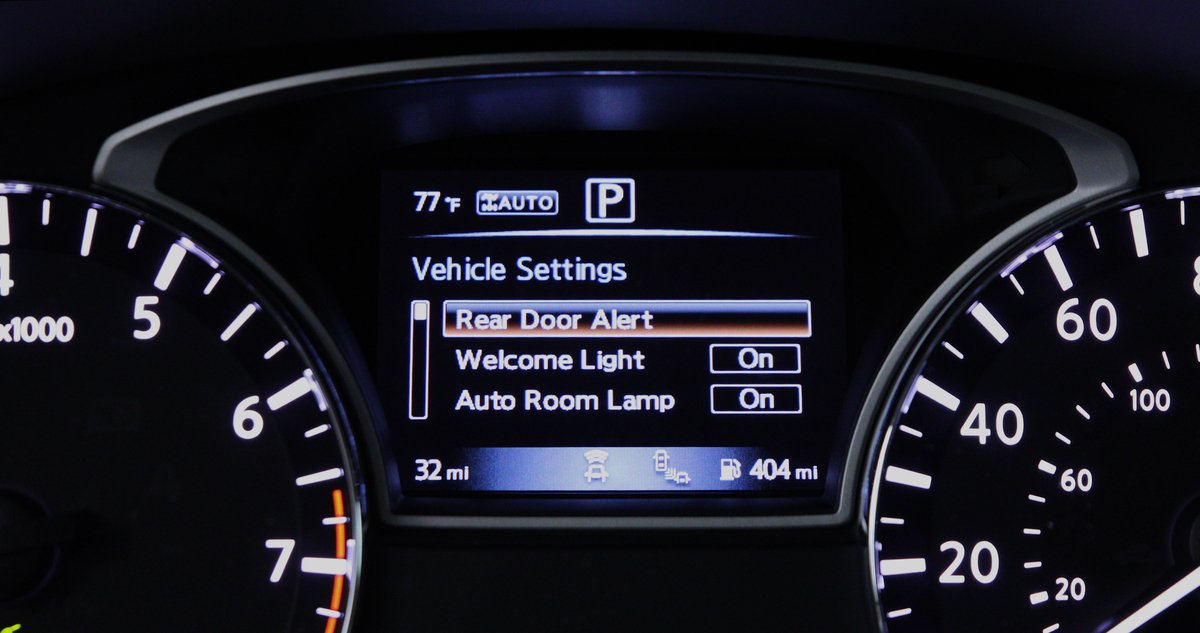 77°F AUTO P
Vehicle Settings
Rear Door Alert
Welcome Light On
Auto Room Lamp On
32 mi 404 mi
4
x1000
5
6
7
60
40
20
100
60
20